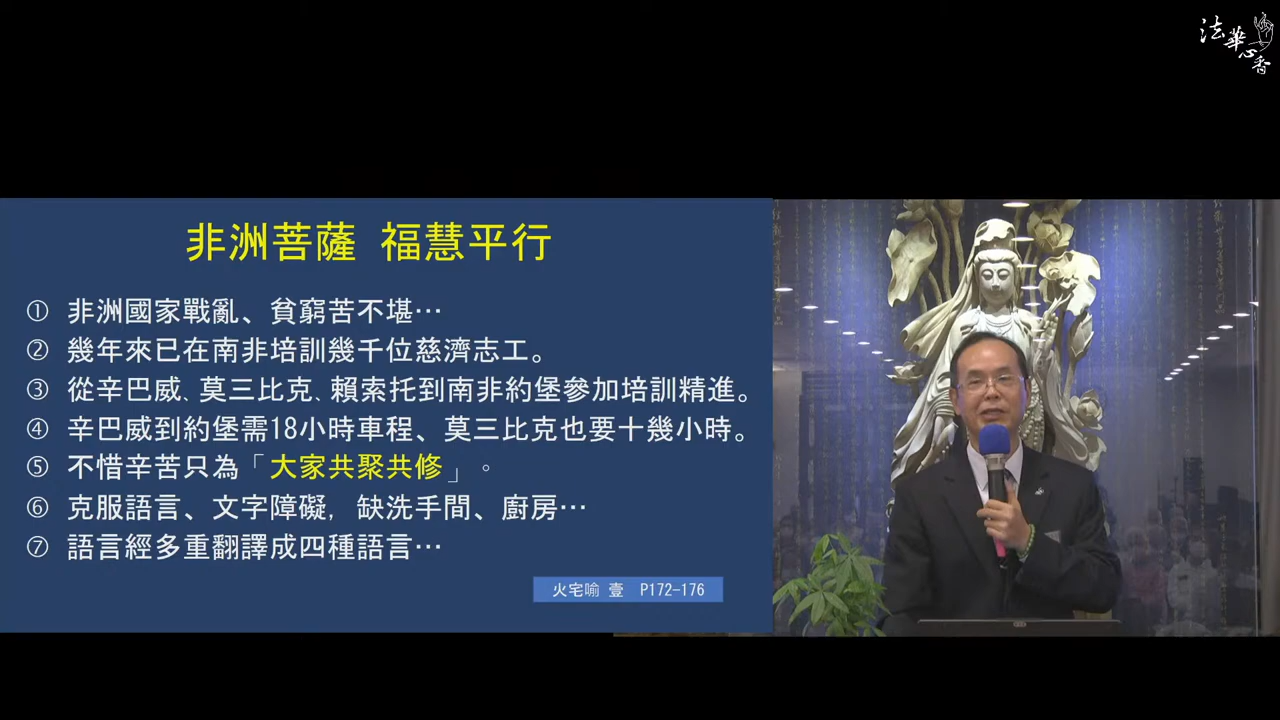 法華心香
非洲菩薩 福慧平行
① 非洲國家戰亂、貧窮苦不堪…
② 幾年來已在南非培訓幾千位慈濟志工。
③ 從辛巴威、莫三比克、賴索托到南非約堡參加培訓精進。
④ 辛巴威到約堡需18小時車程、莫三比克也要十幾小時。
⑤ 不惜辛苦只為「大家共聚共修」。
⑥ 克服語言、文字障礙，缺洗手間、廚房…
⑦ 語言經多重翻譯成四種語言…
火宅喻 壹 P172-176